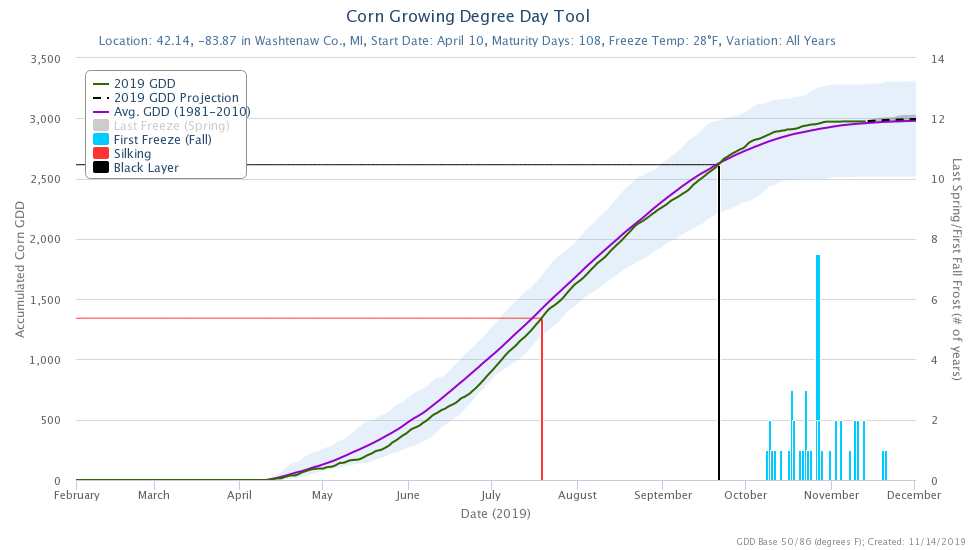 Corn Growing Degree Day Tool
Location: 42.14, -83.87 in Washtenaw Co., MI, Start Date: April 10, Maturity Days: 108, Freeze Temp: 28°F, Variation: All Years
3,500
3,000
2,500
2,000
1,500
1,000
500
0
Accumulated Corn GDD
2019 GDD
2019 GDD Projection
Avg. GDD (1981-2010)
Last Freeze (Spring)
First Freeze (Fall)
Silking
Black Layer
14
12
10
8
6
4
2
0
Last Spring/First Fall Frost (# of years)
February March April May June July August September October November December
Date (2019)
GDD Base 50/86 (degrees F); Created: 11/14/2019